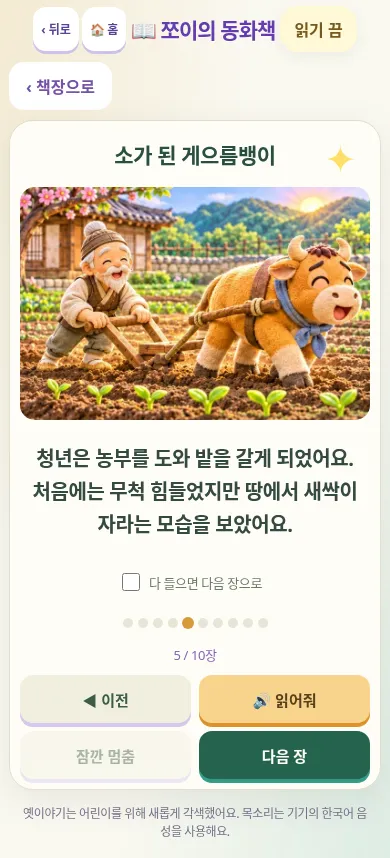 ‹ 뒤로 🏠 홈 📖 쪼이의 동화책 읽기 끔
‹ 책장으로
소가 된 게으름뱅이
청년은 농부를 도와 밭을 갈게 되었어요.
처음에는 무척 힘들었지만 땅에서 새싹이
자라는 모습을 보았어요.
다 들으면 다음 장으로
5 / 10장
◀ 이전 🔊 읽어줘
잠깐 멈춤 다음 장
옛이야기는 어린이를 위해 새롭게 각색했어요. 목소리는 기기의 한국어 음
성을 사용해요.